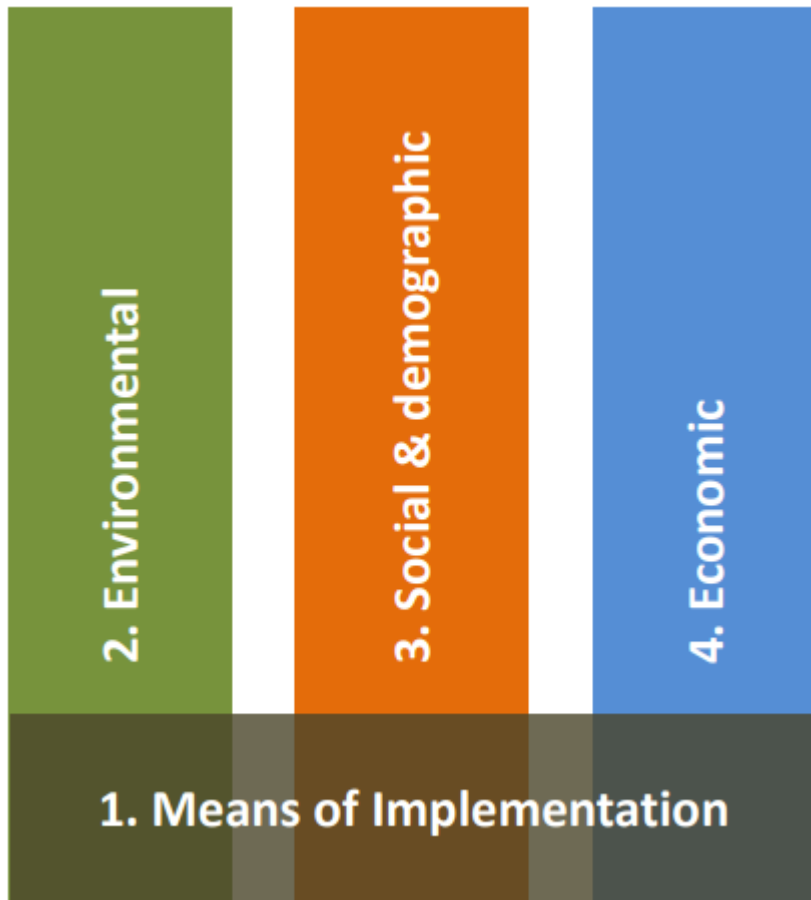 2. Environmental
3. Social & demographic
4. Economic
1. Means of Implementation